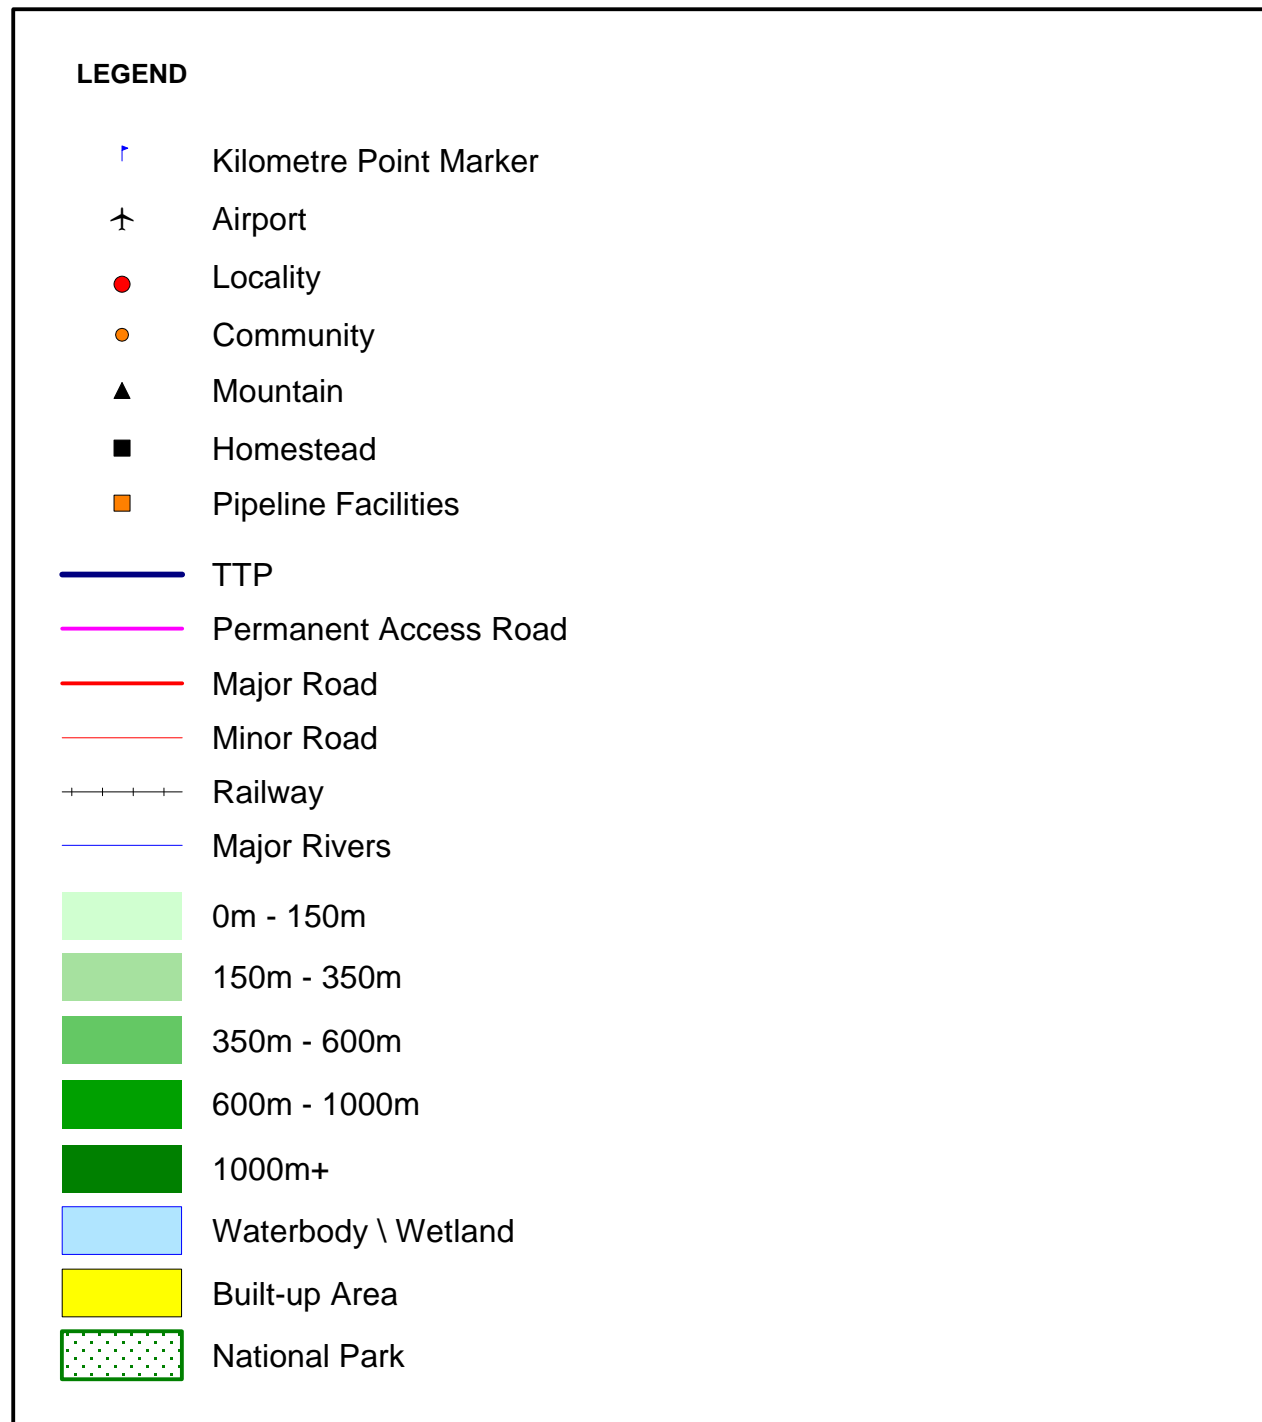 LEGEND
Kilometre Point Marker
Airport
Locality
Community
Mountain
Homestead
Pipeline Facilities
TTP
Permanent Access Road
Major Road
Minor Road
Railway
Major Rivers
0m - 150m
150m - 350m
350m - 600m
600m - 1000m
1000m+
Waterbody \ Wetland
Built-up Area
National Park